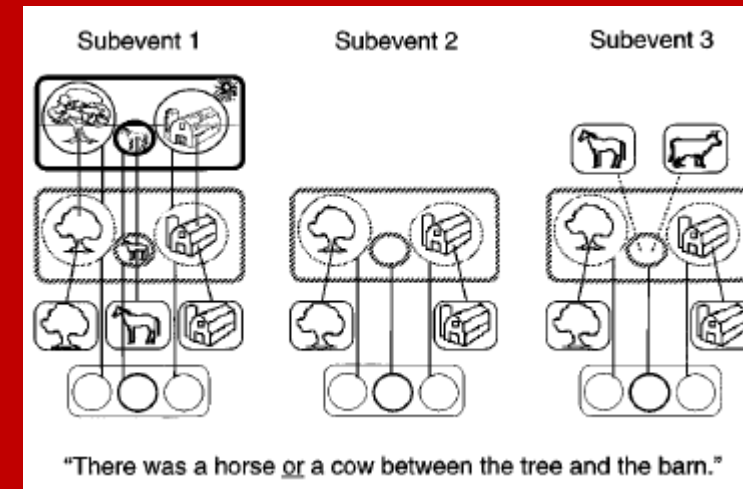 Subevent 1 Subevent 2 Subevent 3
"There was a horse or a cow between the tree and the barn."